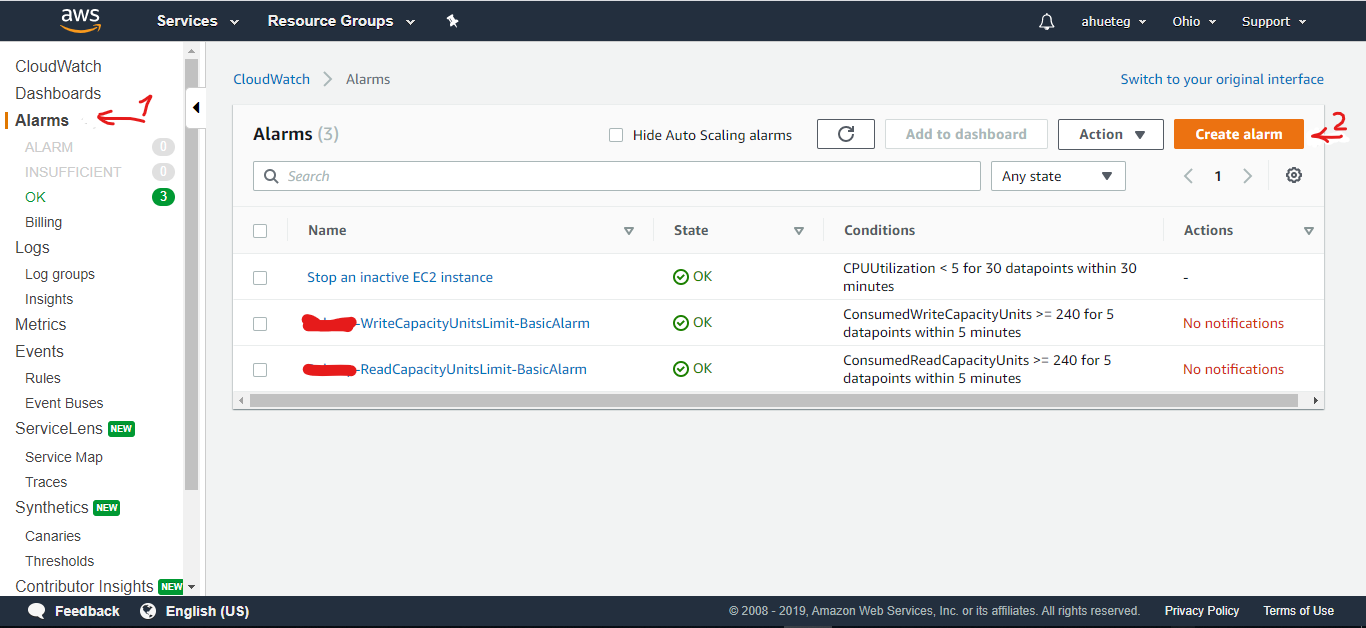 aws Services Resource Groups ahueteg Ohio Support
CloudWatch
Dashboards
Alarms 1
ALARM 0
INSUFFICIENT 0
OK 3
Billing
Logs
Log groups
Insights
Metrics
Events
Rules
Event Buses
ServiceLens NEW
Service Map
Traces
Synthetics NEW
Canaries
Thresholds
Contributor Insights NEW
CloudWatch Alarms Switch to your original interface
Alarms (3) Hide Auto Scaling alarms Add to dashboard Action Create alarm 2
Search Any state 1
Name State Conditions Actions
Stop an inactive EC2 instance OK CPUUtilization < 5 for 30 datapoints within 30
minutes -
-WriteCapacityUnitsLimit-BasicAlarm OK ConsumedWriteCapacityUnits >= 240 for 5
datapoints within 5 minutes No notifications
-ReadCapacityUnitsLimit-BasicAlarm OK ConsumedReadCapacityUnits >= 240 for 5
datapoints within 5 minutes No notifications
Feedback English (US) © 2008 - 2019, Amazon Web Services, Inc. or its affiliates. All rights reserved. Privacy Policy Terms of Use